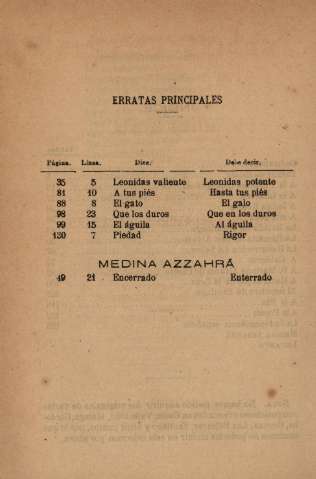 ERRATAS PRINCIPALES
Página. Línea. Dice. Debe decir.
35 5 Leonidas valiente Leonidas potente
81 10 A tus piés Hasta tus piés
88 8 El gato El galo
98 23 Que los duros Que en los duros
99 15 El águila Al águila
130 7 Piedad Rigor
MEDINA AZZAHRÁ
49 21 Encerrado Enterrado